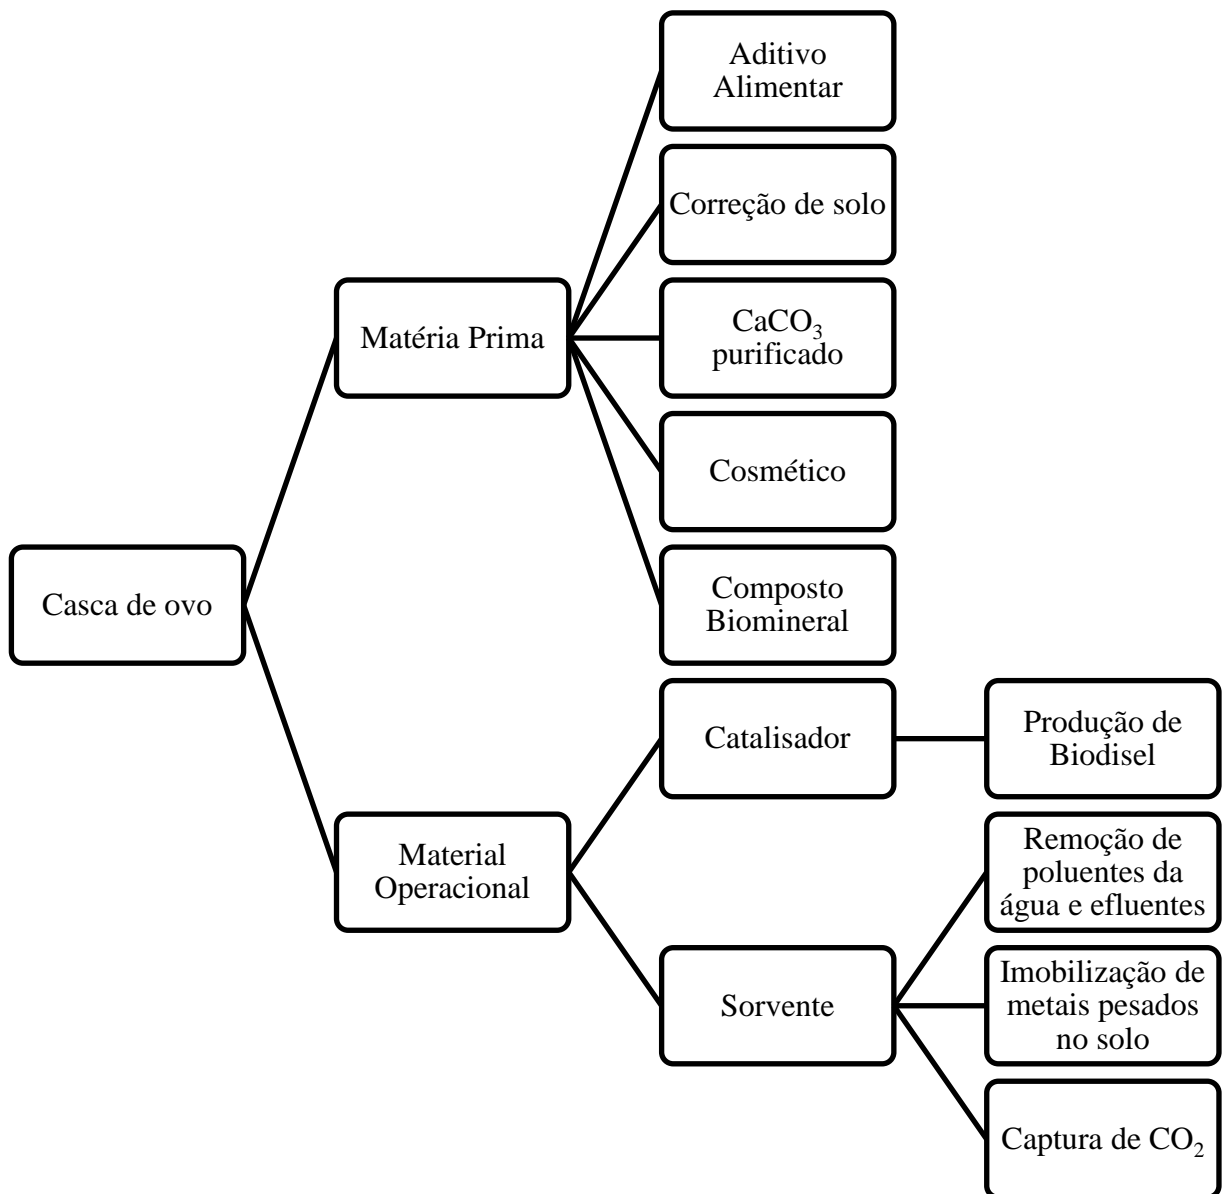 Aditivo
Alimentar
Correção de solo
CaCO₃
purificado
Matéria Prima
Cosmético
Composto
Biomineral
Casca de ovo
Catalisador
Produção de
Biodisel
Material
Operacional
Remoção de
poluentes da
água e efluentes
Sorvente
Imobilização de
metais pesados
no solo
Captura de CO₂